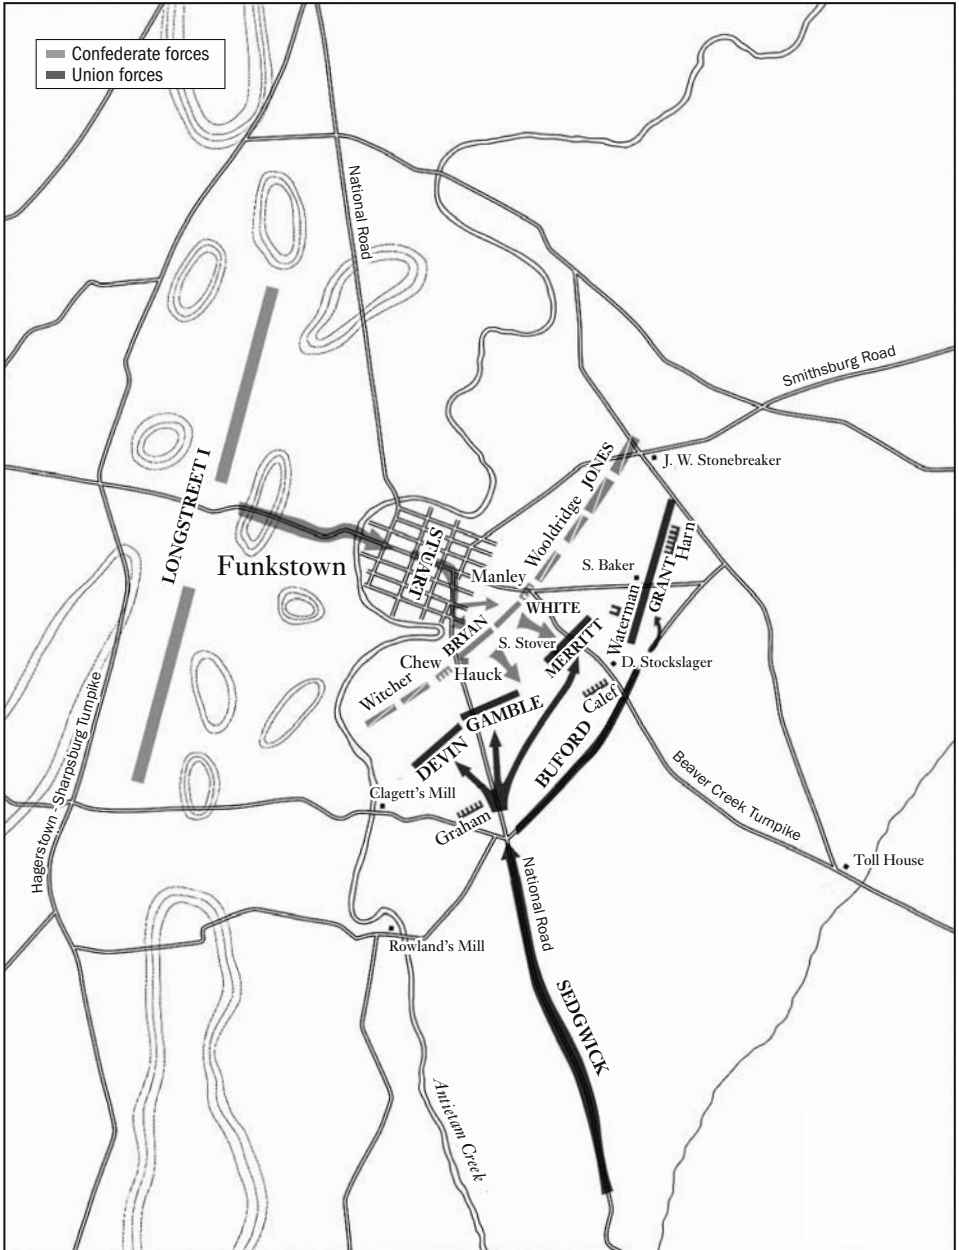 Confederate forces
Union forces
National Road
Smithsburg Road
J. W. Stonebreaker
JONES
Wooldridge
LONGSTREET I
Harn
STUART
Funkstown
Manley
S. Baker
GRANT
WHITE
Waterman
BRYAN
S. Stover
MERRITT
D. Stockslager
Chew
Hauck
Witcher
Calef
GAMBLE
DEVIN
BUFORD
Hagerstown - Sharpsburg Turnpike
Clagett's Mill
Graham
Beaver Creek Turnpike
Toll House
National Road
Rowland's Mill
SEDGWICK
Antietam Creek